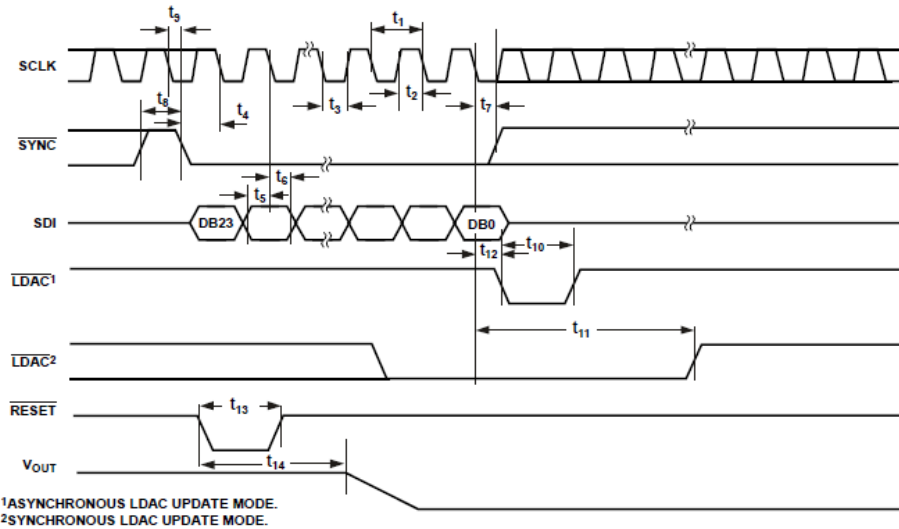 t9
t1
SCLK
t8
t4
t3
t2
t7
SYNC
t6
t5
SDI
DB23
DB0
t12
t10
LDAC1
t11
LDAC2
RESET
t13
t14
VOUT
1ASYNCHRONOUS LDAC UPDATE MODE.
2SYNCHRONOUS LDAC UPDATE MODE.